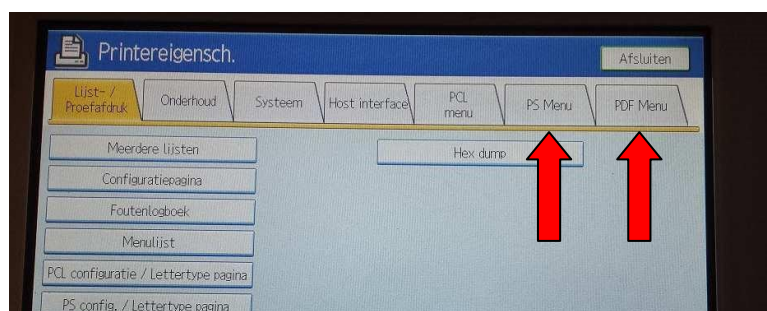 Printereigensch.
Afsluiten
Lijst- /
Proefafdruk
Onderhoud
Systeem
Host interface
PCL
menu
PS Menu
PDF Menu
Meerdere lijsten
Hex dump
Configuratiepagina
Foutenlogboek
Menulijst
PCL configuratie / Lettertype pagina
PS config. / Lettertype pagina